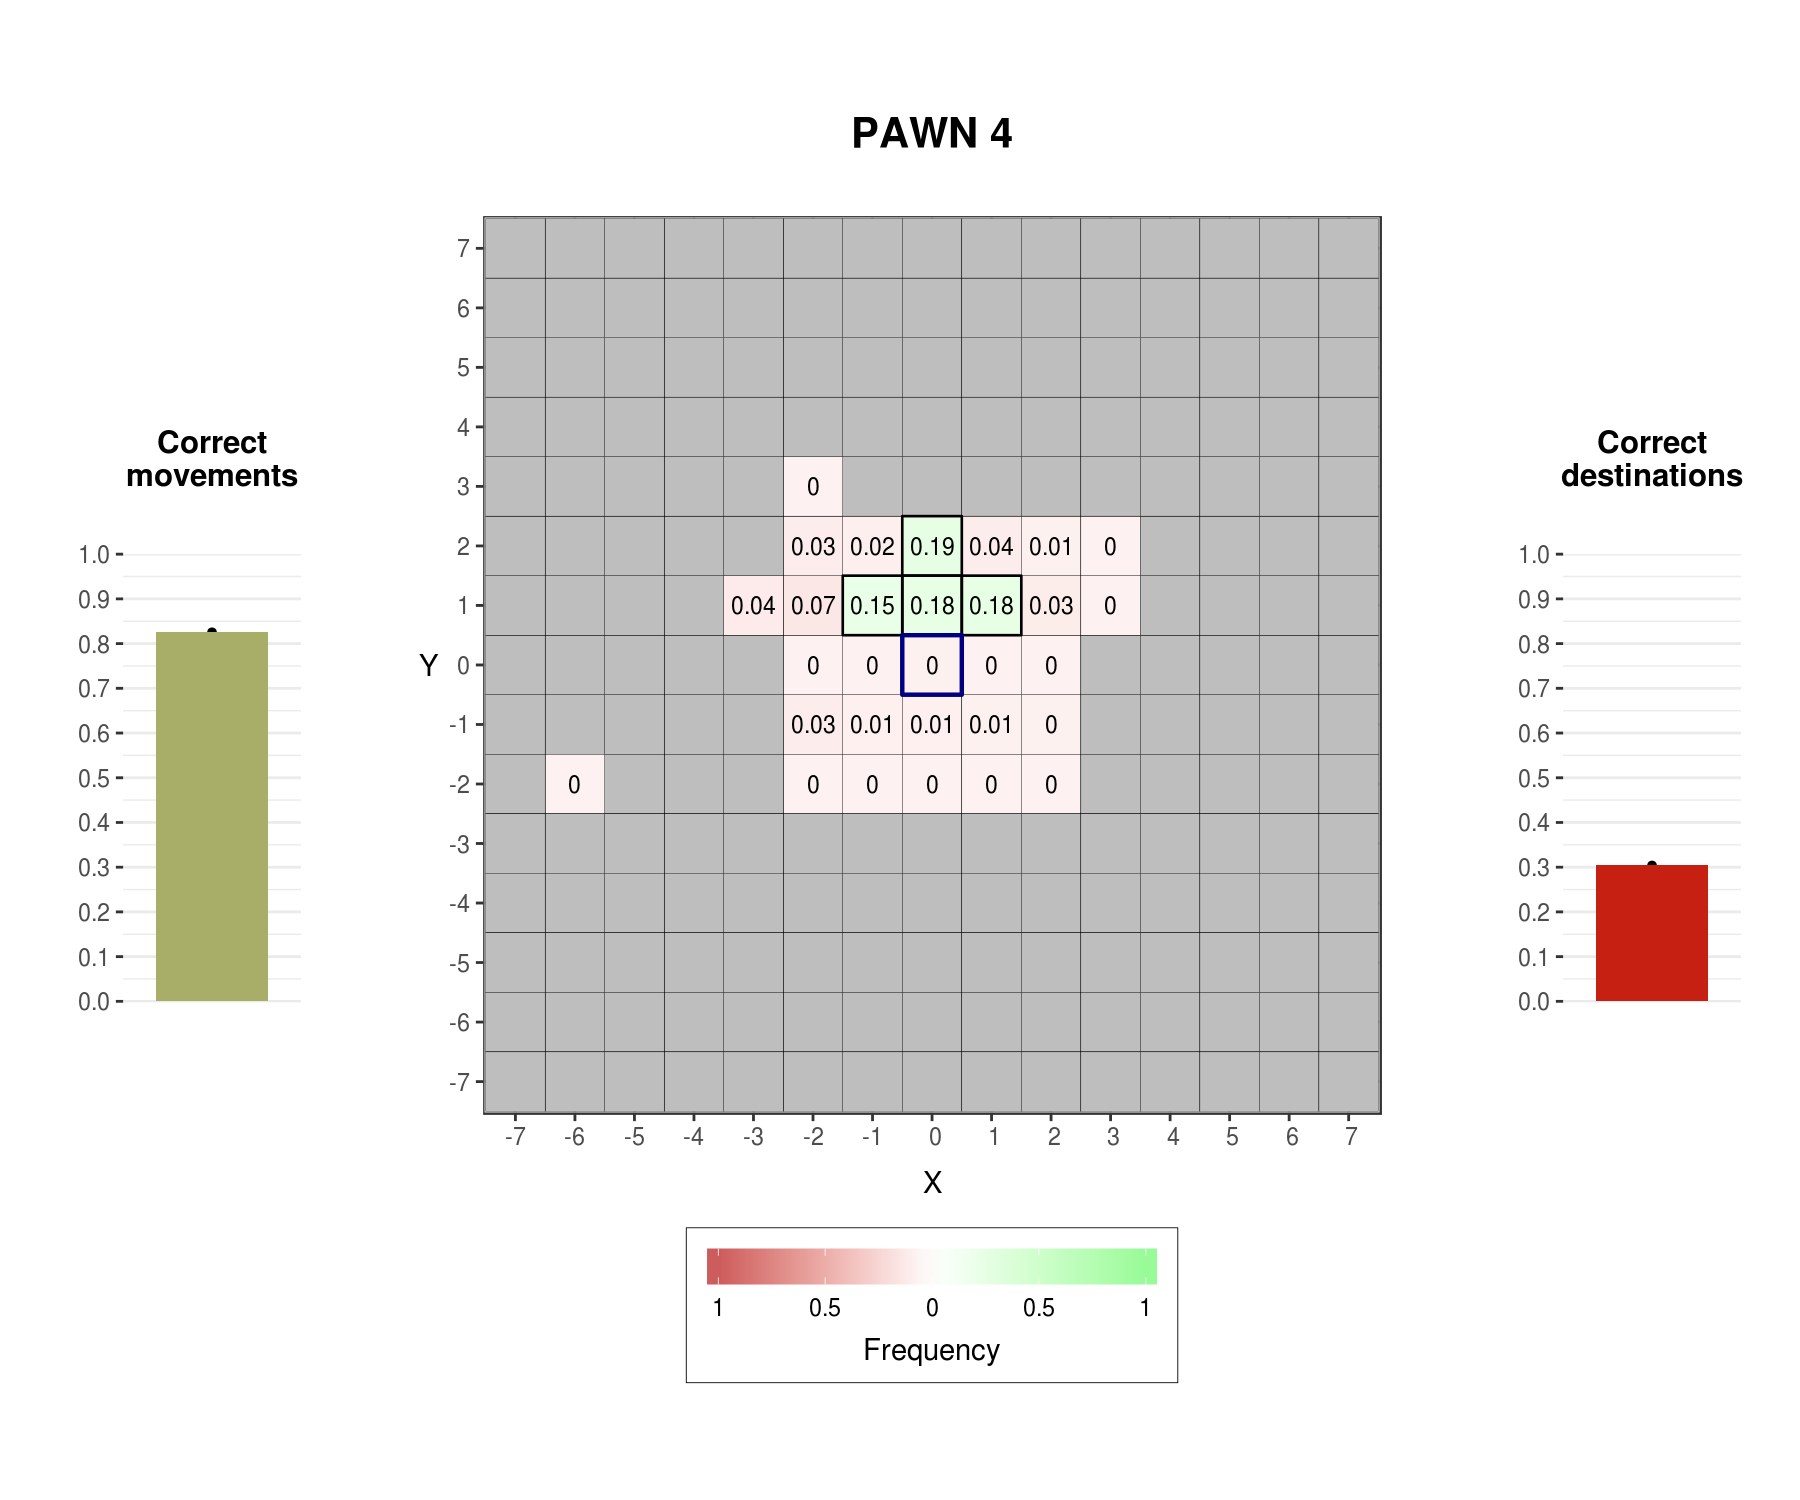 PAWN 4
Correct
movements
1.0
0.9
0.8
0.7
0.6
0.5
0.4
0.3
0.2
0.1
0.0
Y
7
6
5
4
3
2
1
0
-1
-2
-3
-4
-5
-6
-7
0
0.03 0.02 0.19 0.04 0.01 0
0.04 0.07 0.15 0.18 0.18 0.03 0
0 0 0 0 0
0.03 0.01 0.01 0.01 0
0 0 0 0 0 0
-7 -6 -5 -4 -3 -2 -1 0 1 2 3 4 5 6 7
X
1 0.5 0 0.5 1
Frequency
Correct
destinations
1.0
0.9
0.8
0.7
0.6
0.5
0.4
0.3
0.2
0.1
0.0